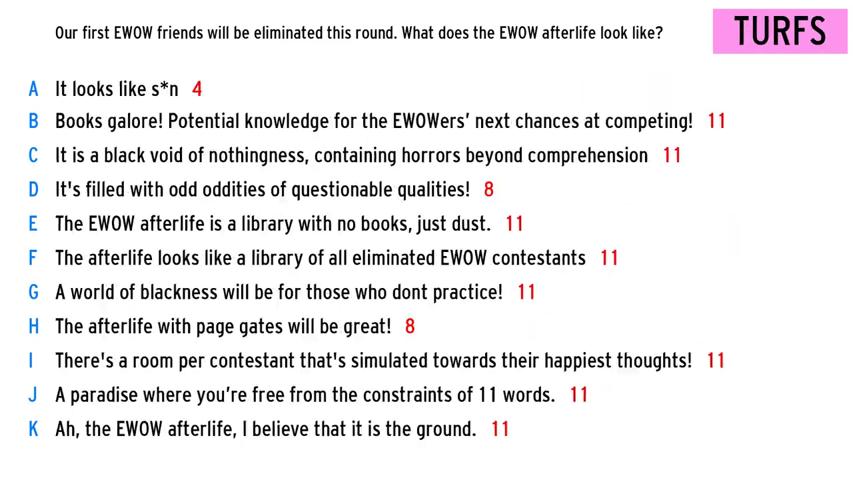 Our first EWOW friends will be eliminated this round. What does the EWOW afterlife look like?
TURFS
A It looks like s*n 4
B Books galore! Potential knowledge for the EWOWers’ next chances at competing! 11
C It is a black void of nothingness, containing horrors beyond comprehension 11
D It's filled with odd oddities of questionable qualities! 8
E The EWOW afterlife is a library with no books, just dust. 11
F The afterlife looks like a library of all eliminated EWOW contestants 11
G A world of blackness will be for those who dont practice! 11
H The afterlife with page gates will be great! 8
I There's a room per contestant that's simulated towards their happiest thoughts! 11
J A paradise where you’re free from the constraints of 11 words. 11
K Ah, the EWOW afterlife, I believe that it is the ground. 11